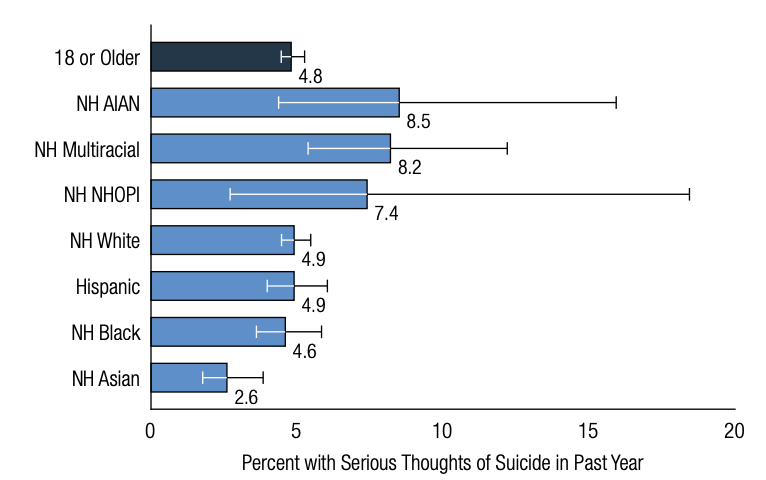 18 or Older
4.8
NH AIAN
8.5
NH Multiracial
8.2
NH NHOPI
7.4
NH White
4.9
Hispanic
4.9
NH Black
4.6
NH Asian
2.6
0 5 10 15 20
Percent with Serious Thoughts of Suicide in Past Year